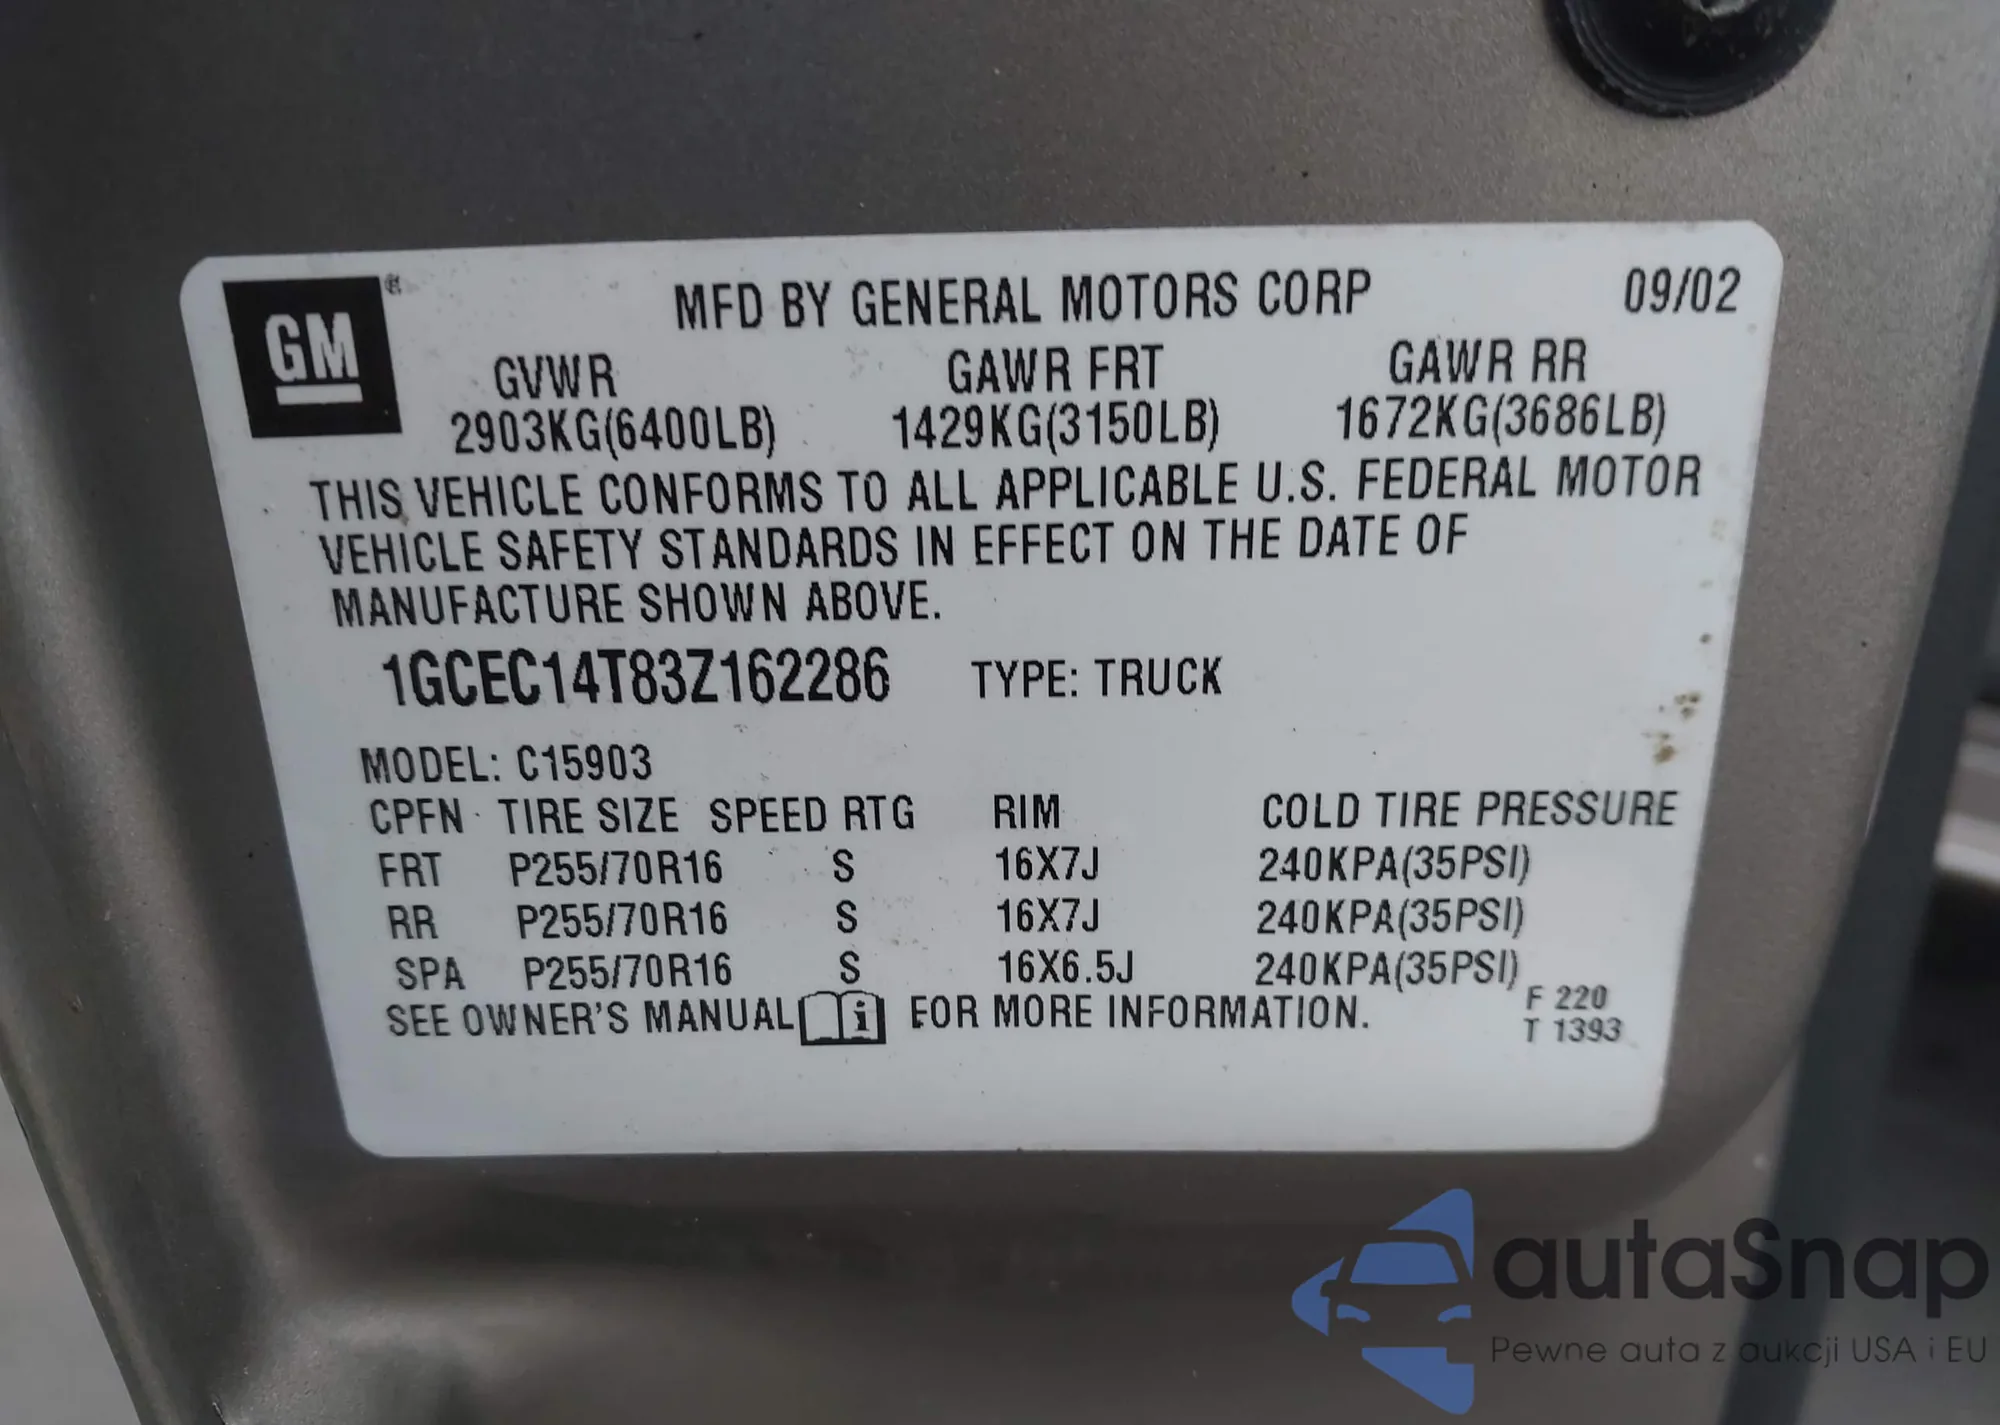 GM ®
MFD BY GENERAL MOTORS CORP 09/02
GVWR GAWR FRT GAWR RR
2903KG(6400LB) 1429KG(3150LB) 1672KG(3686LB)
THIS VEHICLE CONFORMS TO ALL APPLICABLE U.S. FEDERAL MOTOR
VEHICLE SAFETY STANDARDS IN EFFECT ON THE DATE OF
MANUFACTURE SHOWN ABOVE.
1GCEC14T83Z162286 TYPE: TRUCK
MODEL: C15903
CPFN TIRE SIZE SPEED RTG RIM COLD TIRE PRESSURE
FRT P255/70R16 S 16X7J 240KPA(35PSI)
RR P255/70R16 S 16X7J 240KPA(35PSI)
SPA P255/70R16 S 16X6.5J 240KPA(35PSI)
SEE OWNER'S MANUAL i FOR MORE INFORMATION.
F 220
T 1393
autaSnap
Pewne auta z aukcji USA i EU